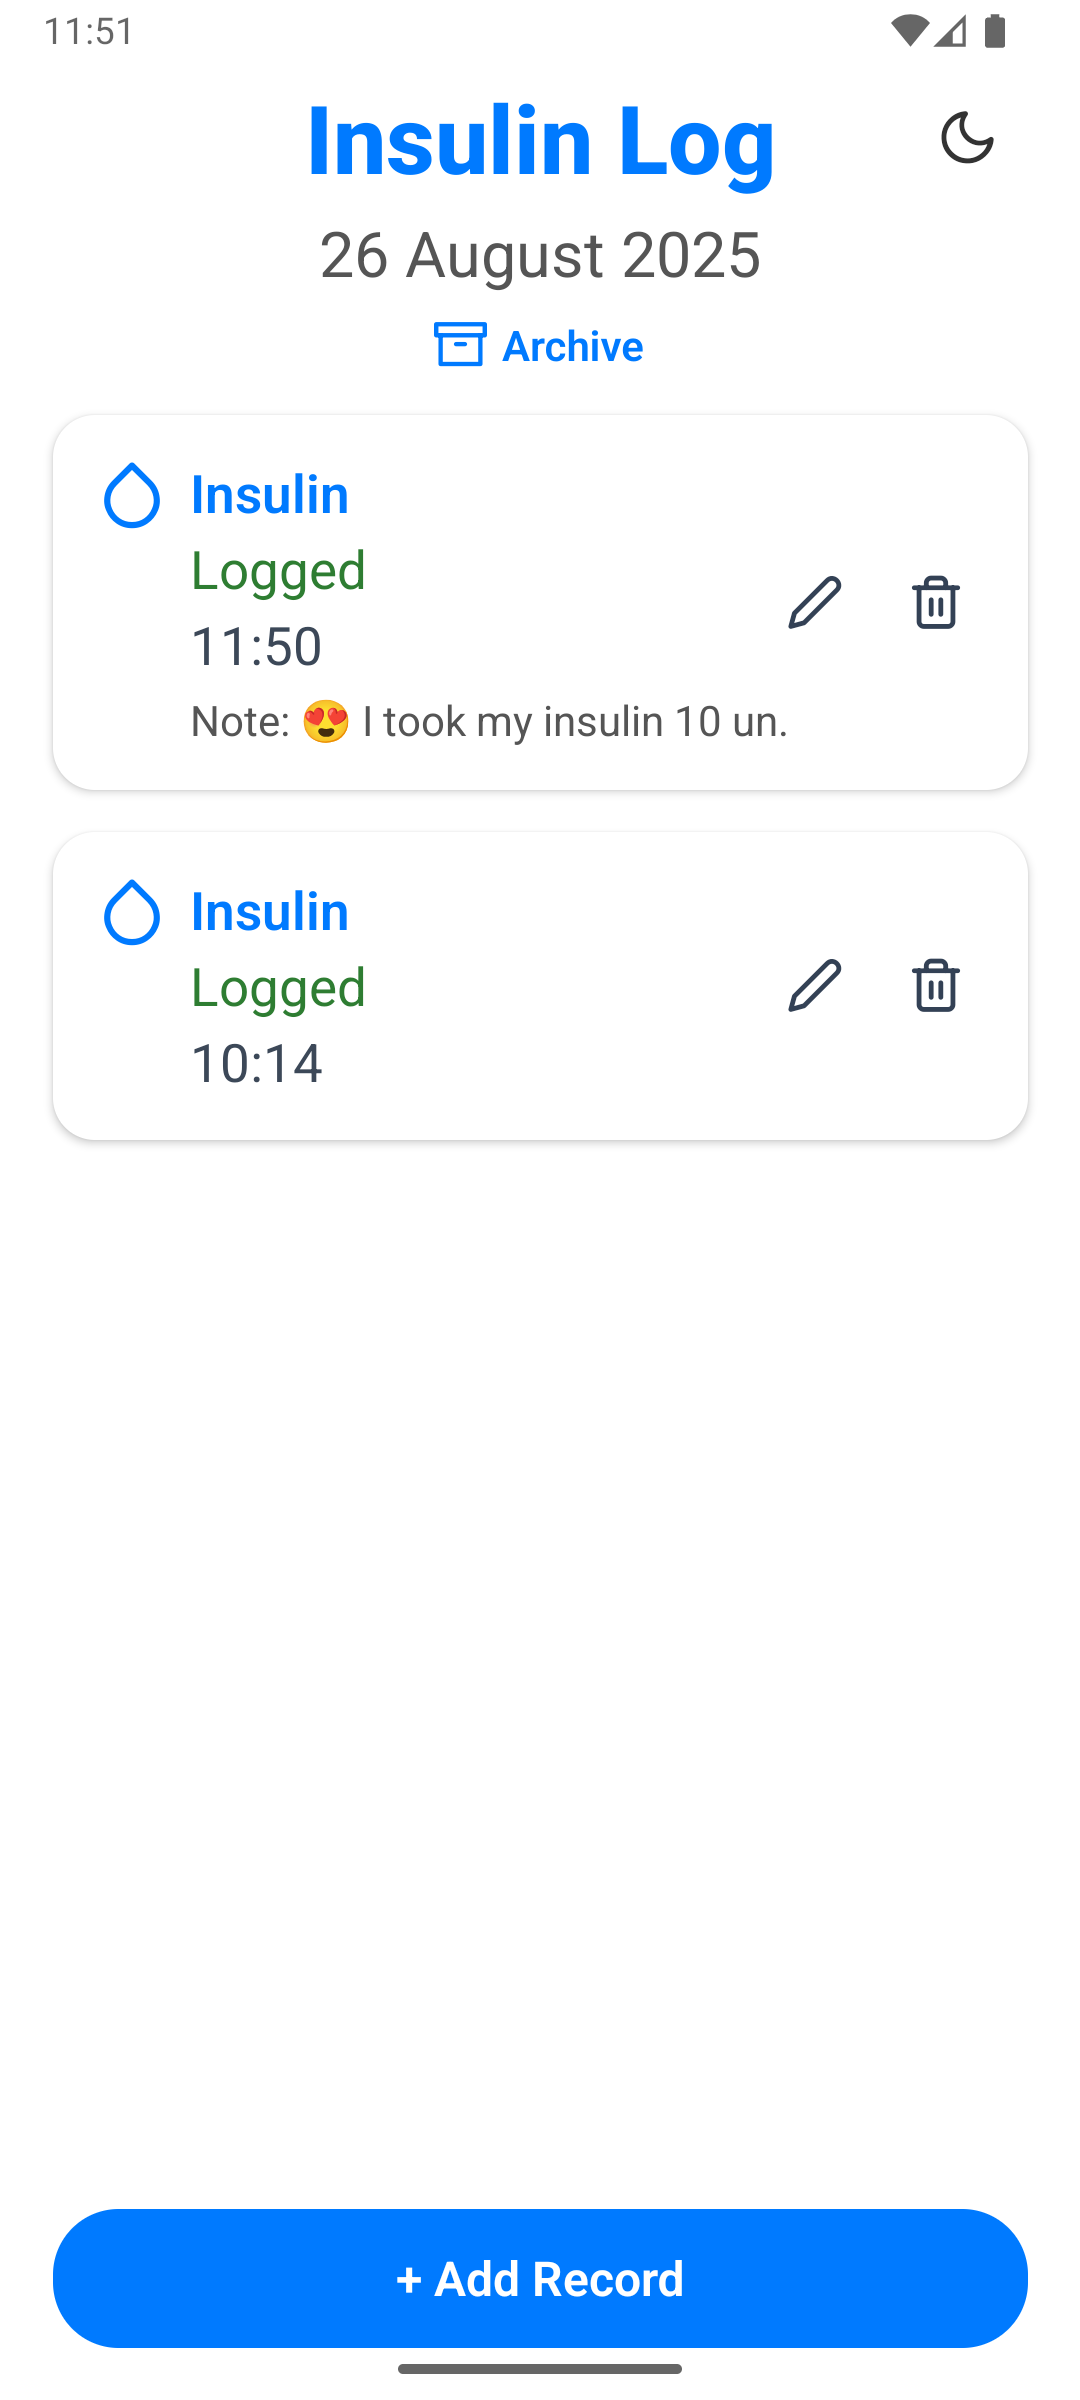 11:51
Insulin Log
26 August 2025
Archive
Insulin
Logged
11:50
Note: 😍 I took my insulin 10 un.
Insulin
Logged
10:14
+ Add Record